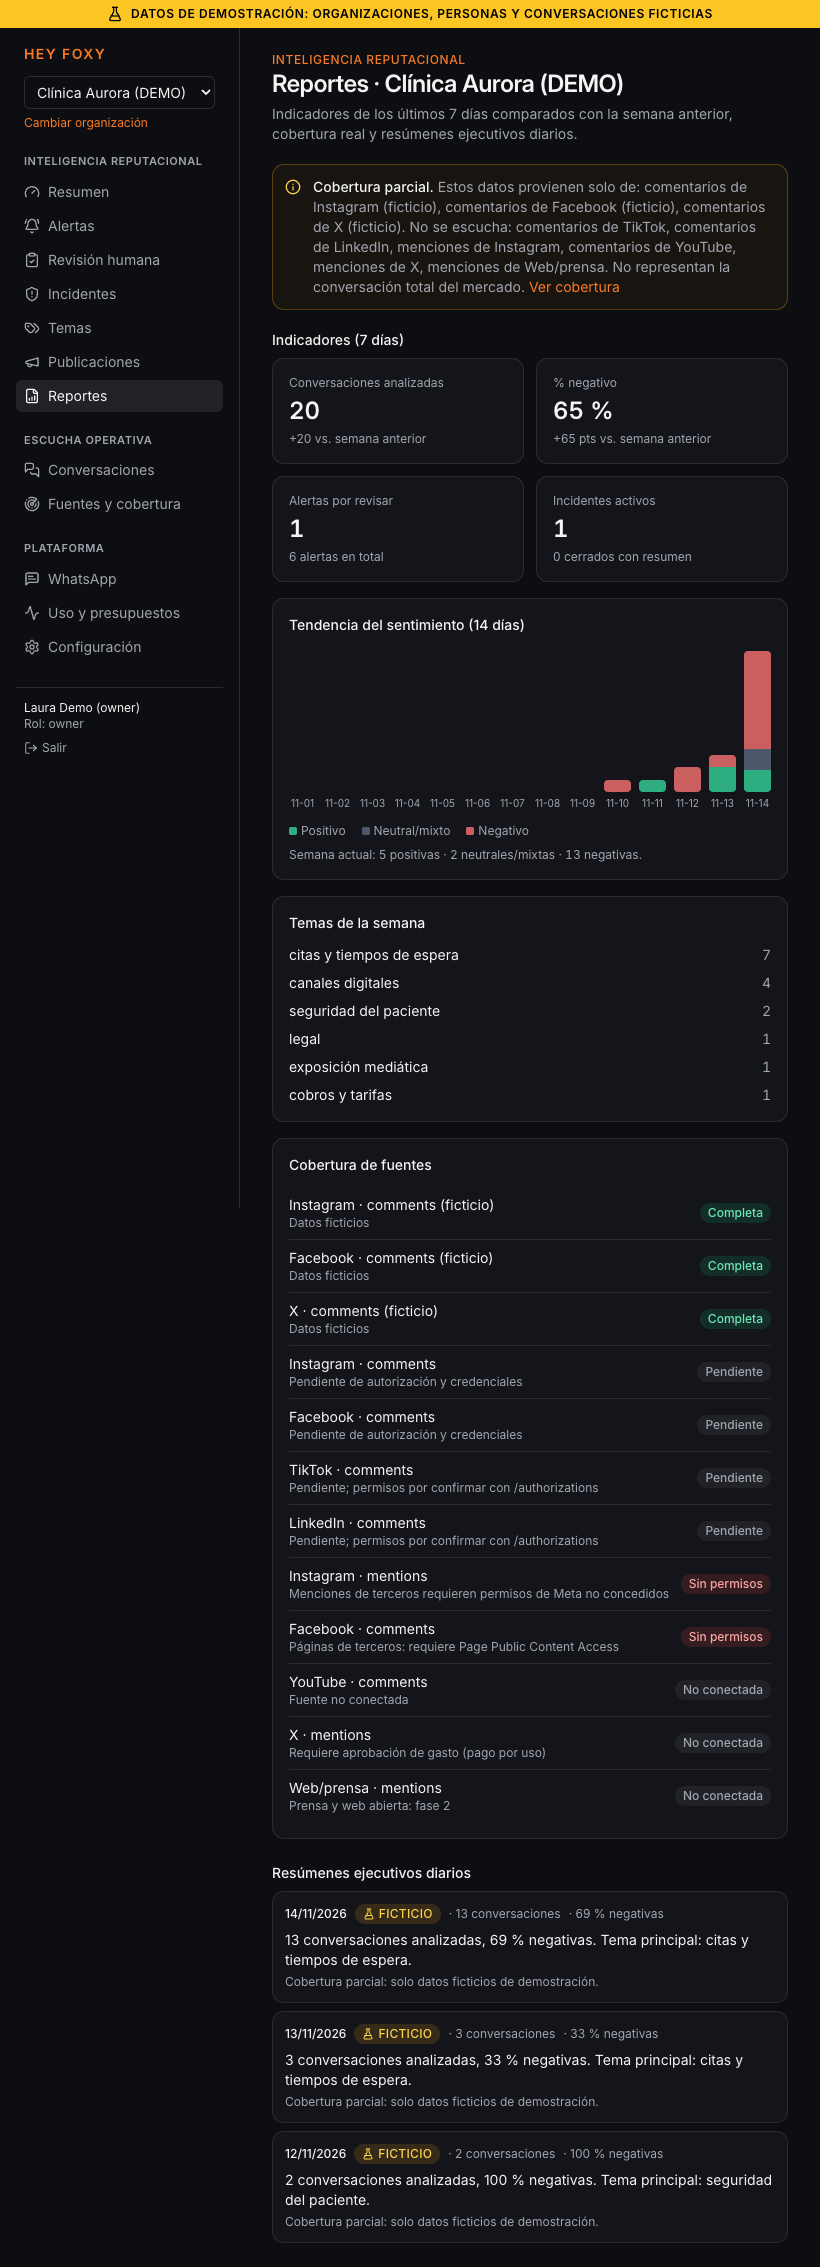 DATOS DE DEMOSTRACIÓN: ORGANIZACIONES, PERSONAS Y CONVERSACIONES FICTICIAS
HEY FOXY
Clínica Aurora (DEMO)
Cambiar organización
INTELIGENCIA REPUTACIONAL
Resumen
Alertas
Revisión humana
Incidentes
Temas
Publicaciones
Reportes
ESCUCHA OPERATIVA
Conversaciones
Fuentes y cobertura
PLATAFORMA
WhatsApp
Uso y presupuestos
Configuración
Laura Demo (owner)
Rol: owner
Salir
INTELIGENCIA REPUTACIONAL
Reportes · Clínica Aurora (DEMO)
Indicadores de los últimos 7 días comparados con la semana anterior,
cobertura real y resúmenes ejecutivos diarios.
Cobertura parcial. Estos datos provienen solo de: comentarios de
Instagram (ficticio), comentarios de Facebook (ficticio), comentarios
de X (ficticio). No se escucha: comentarios de TikTok, comentarios
de LinkedIn, menciones de Instagram, comentarios de YouTube,
menciones de X, menciones de Web/prensa. No representan la
conversación total del mercado. Ver cobertura
Indicadores (7 días)
Conversaciones analizadas
20
+20 vs. semana anterior
% negativo
65 %
+65 pts vs. semana anterior
Alertas por revisar
1
6 alertas en total
Incidentes activos
1
0 cerrados con resumen
Tendencia del sentimiento (14 días)
11-01 11-02 11-03 11-04 11-05 11-06 11-07 11-08 11-09 11-10 11-11 11-12 11-13 11-14
Positivo Neutral/mixto Negativo
Semana actual: 5 positivas · 2 neutrales/mixtas · 13 negativas.
Temas de la semana
citas y tiempos de espera 7
canales digitales 4
seguridad del paciente 2
legal 1
exposición mediática 1
cobros y tarifas 1
Cobertura de fuentes
Instagram · comments (ficticio)
Datos ficticios
Completa
Facebook · comments (ficticio)
Datos ficticios
Completa
X · comments (ficticio)
Datos ficticios
Completa
Instagram · comments
Pendiente de autorización y credenciales
Pendiente
Facebook · comments
Pendiente de autorización y credenciales
Pendiente
TikTok · comments
Pendiente; permisos por confirmar con /authorizations
Pendiente
LinkedIn · comments
Pendiente; permisos por confirmar con /authorizations
Pendiente
Instagram · mentions
Menciones de terceros requieren permisos de Meta no concedidos
Sin permisos
Facebook · comments
Páginas de terceros: requiere Page Public Content Access
Sin permisos
YouTube · comments
Fuente no conectada
No conectada
X · mentions
Requiere aprobación de gasto (pago por uso)
No conectada
Web/prensa · mentions
Prensa y web abierta: fase 2
No conectada
Resúmenes ejecutivos diarios
14/11/2026 FICTICIO · 13 conversaciones · 69 % negativas
13 conversaciones analizadas, 69 % negativas. Tema principal: citas y
tiempos de espera.
Cobertura parcial: solo datos ficticios de demostración.
13/11/2026 FICTICIO · 3 conversaciones · 33 % negativas
3 conversaciones analizadas, 33 % negativas. Tema principal: citas y
tiempos de espera.
Cobertura parcial: solo datos ficticios de demostración.
12/11/2026 FICTICIO · 2 conversaciones · 100 % negativas
2 conversaciones analizadas, 100 % negativas. Tema principal: seguridad
del paciente.
Cobertura parcial: solo datos ficticios de demostración.